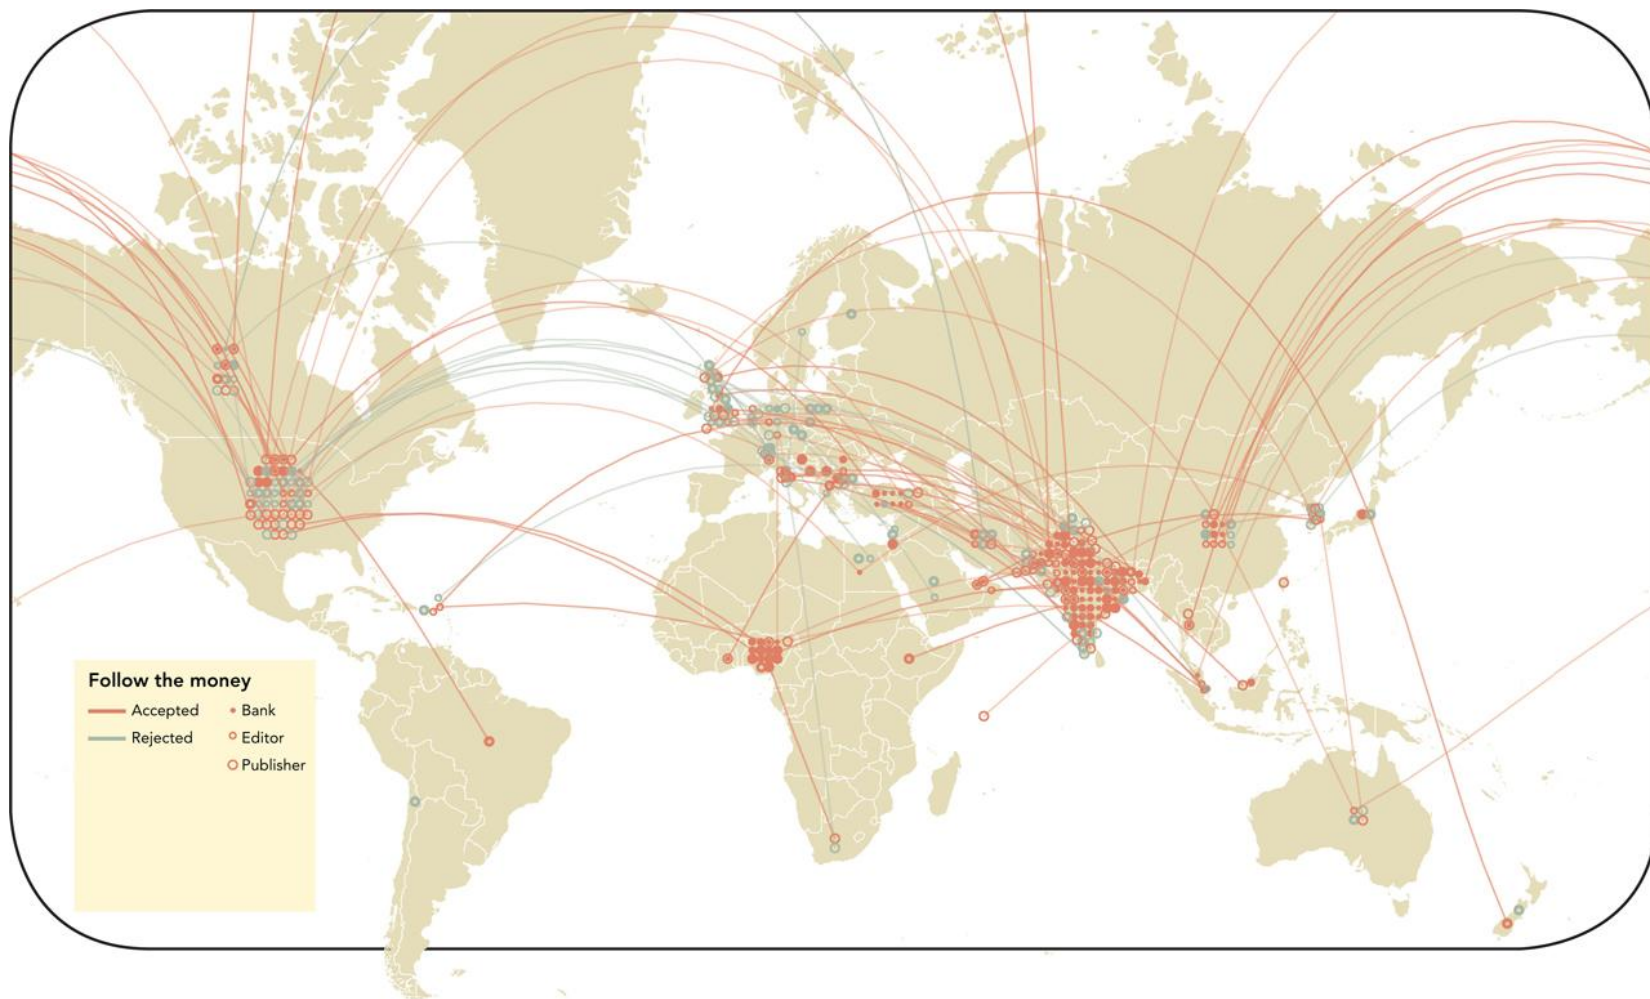 Follow the money
Accepted
Bank
Rejected
Editor
Publisher